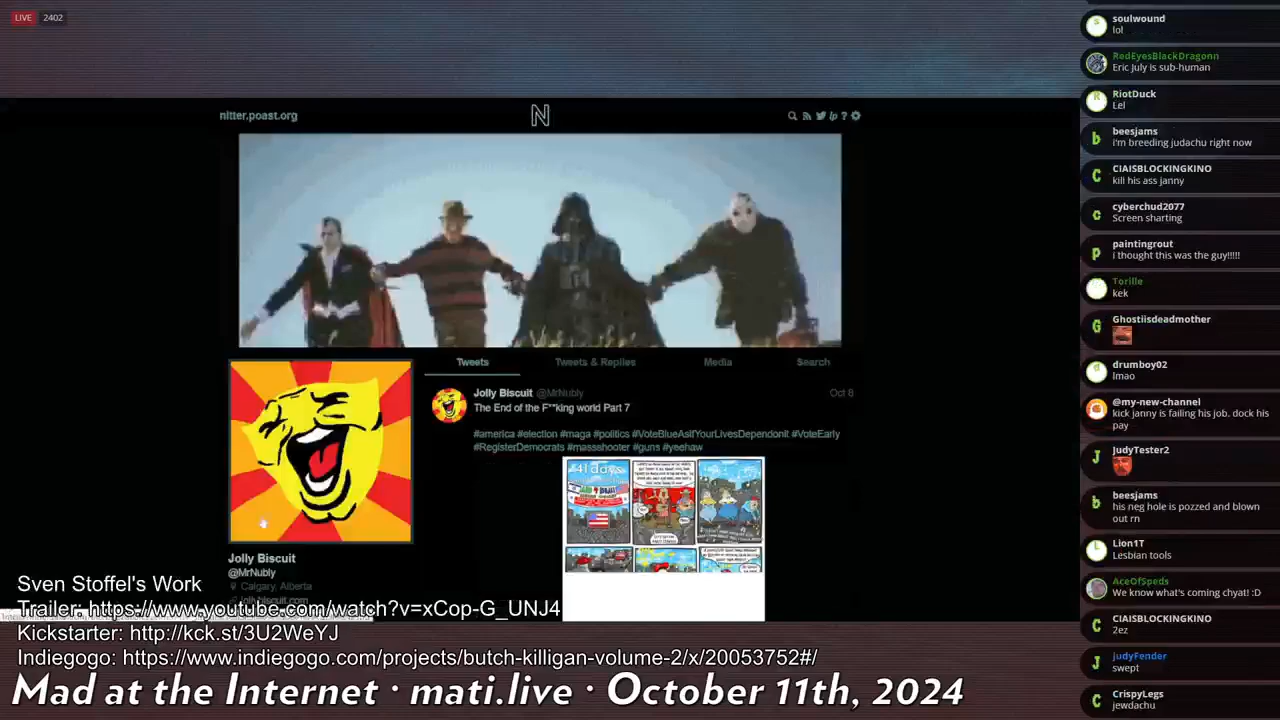 LIVE 2402
nitter.poast.org
N
Tweets Tweets & Replies Media Search
Jolly Biscuit @MrNubly Oct 8
The End of the F**king world Part 7
#america #election #maga #politics #VoteBlueAsIfYourLivesDependonit #VoteEarly
#RegisterDemocrats #massshooter #guns #yeehaw
41days
Jolly Biscuit
@MrNubly
Calgary, Alberta
jollybiscuit.com
Sven Stoffel's Work
Trailer: https://www.youtube.com/watch?v=xCop-G_UNJ4
Kickstarter: http://kck.st/3U2WeYJ
Indiegogo: https://www.indiegogo.com/projects/butch-killigan-volume-2/x/20053752#/
Mad at the Internet · mati.live · October 11th, 2024
soulwound
lol
RedEyesBlackDragonn
Eric July is sub-human
RiotDuck
Lel
beesjams
i'm breeding judachu right now
CIAISBLOCKINGKINO
kill his ass janny
cyberchud2077
Screen sharting
paintingrout
i thought this was the guy!!!!!
Torille
kek
Ghostiisdeadmother
drumboy02
lmao
@my-new-channel
kick janny is failing his job. dock his
pay
JudyTester2
beesjams
his neg hole is pozzed and blown
out rn
Lion1T
Lesbian tools
AceOfSpeds
We know what's coming chyat! :D
CIAISBLOCKINGKINO
2ez
judyFender
swept
CrispyLegs
jewdachu